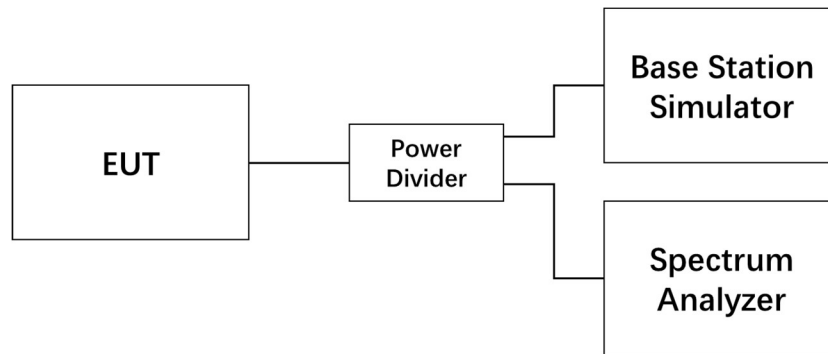 EUT
Power
Divider
Base Station
Simulator
Spectrum
Analyzer